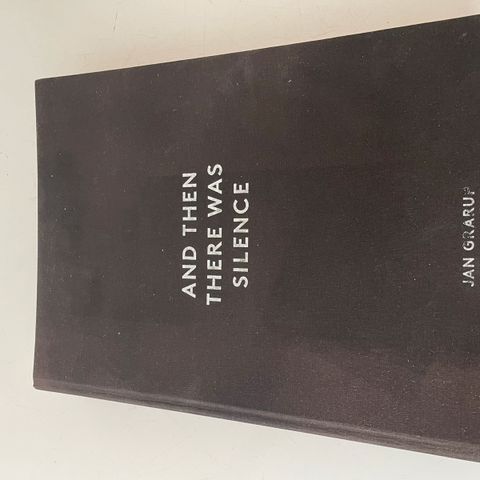 AND THEN
THERE WAS
SILENCE
JAN GRARUP